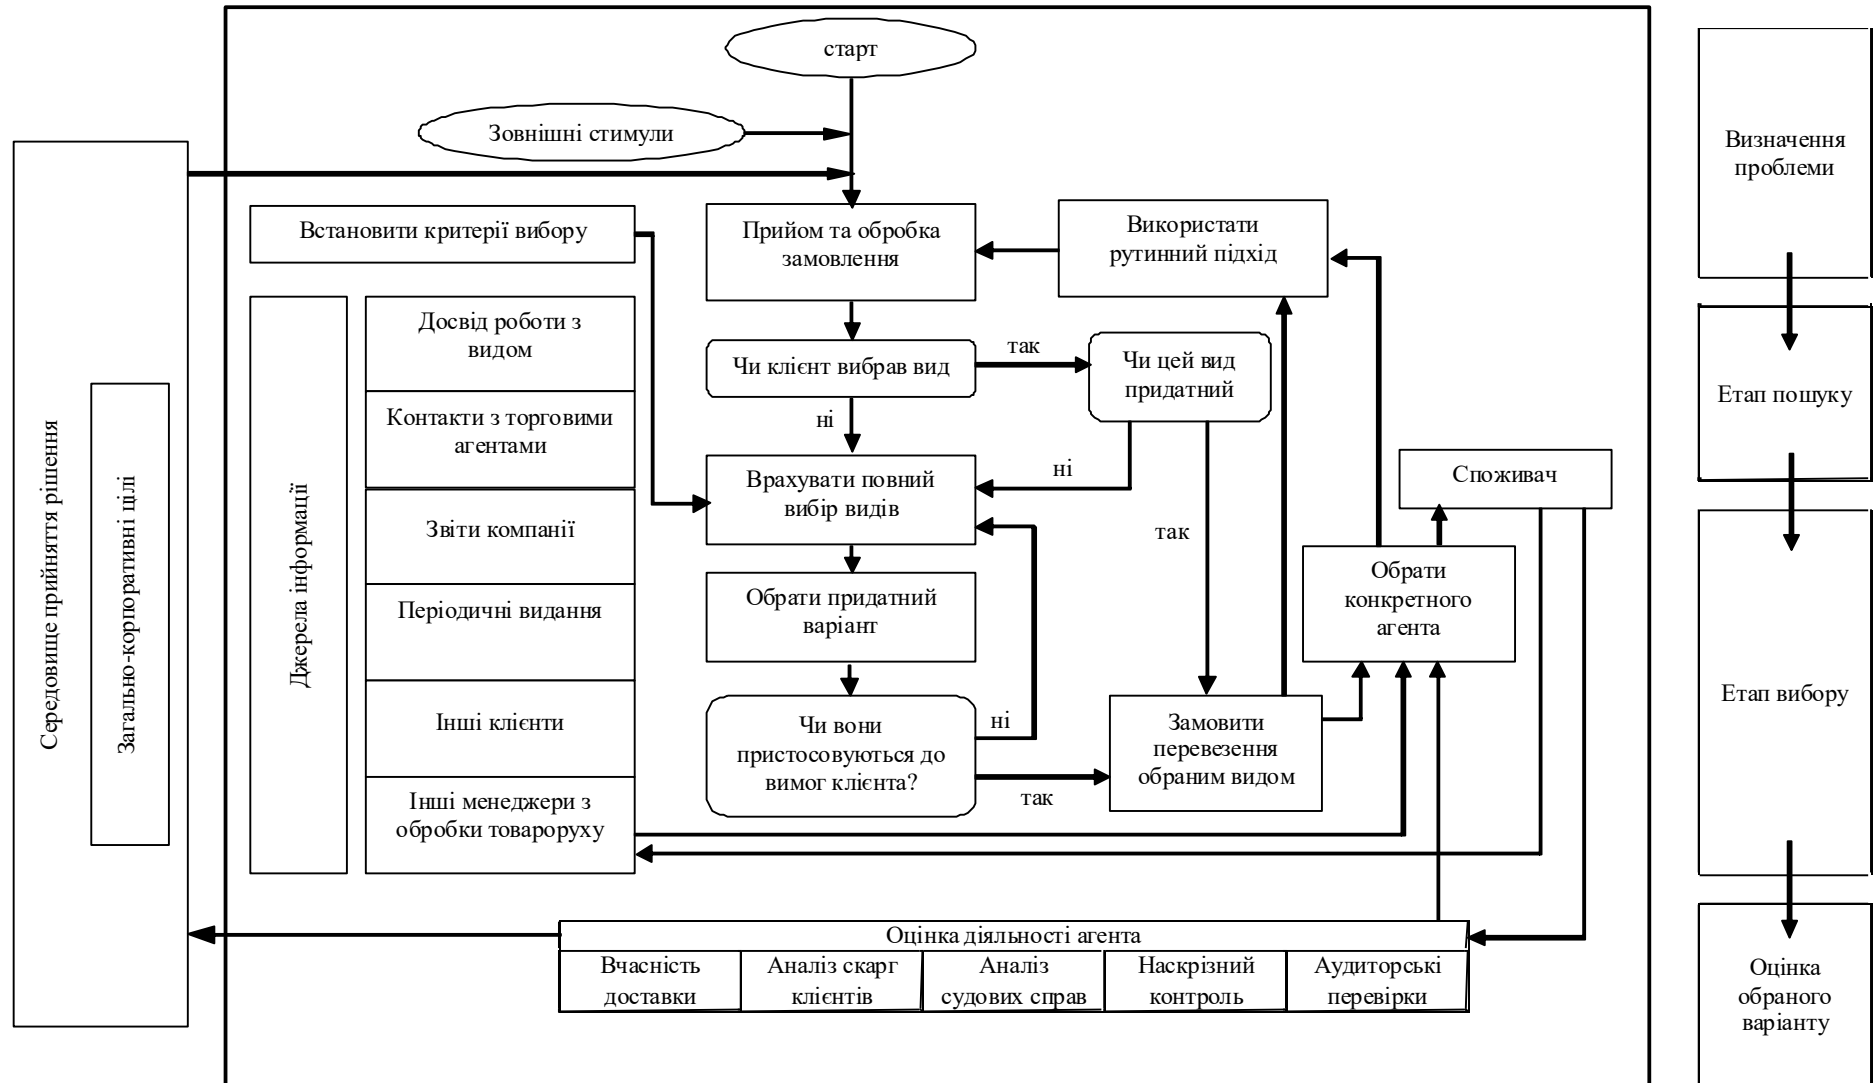 старт
Зовнішні стимули
Визначення
проблеми
Встановити критерії вибору
Прийом та обробка
замовлення
Використати
рутинний підхід
Досвід роботи з
видом
Чи клієнт вибрав вид
так
Чи цей вид
придатний
Етап пошуку
ні
Контакти з торговими
агентами
Врахувати повний
вибір видів
ні
Споживач
Середовище прийняття рішення
Загально-корпоративні цілі
Джерела інформації
Звіти компанії
так
Періодичні видання
Обрати придатний
варіант
Обрати
конкретного
агента
Етап вибору
Інші клієнти
Чи вони
пристосовуються до
вимог клієнта?
ні
так
Замовити
перевезення
обраним видом
Інші менеджери з
обробки товароруху
Оцінка діяльності агента
Вчасність
доставки
Аналіз скарг
клієнтів
Аналіз
судових справ
Наскрізний
контроль
Аудиторські
перевірки
Оцінка
обраного
варіанту